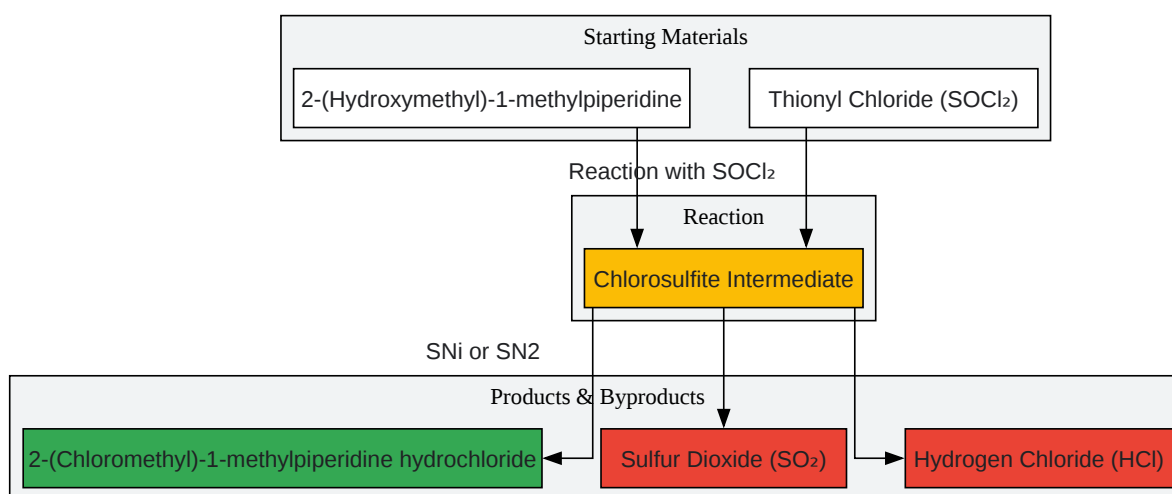 Starting Materials
2-(Hydroxymethyl)-1-methylpiperidine
Thionyl Chloride (SOCl₂)
Reaction with SOCl₂
Reaction
Chlorosulfite Intermediate
SNi or SN2
Products & Byproducts
2-(Chloromethyl)-1-methylpiperidine hydrochloride
Sulfur Dioxide (SO₂)
Hydrogen Chloride (HCl)